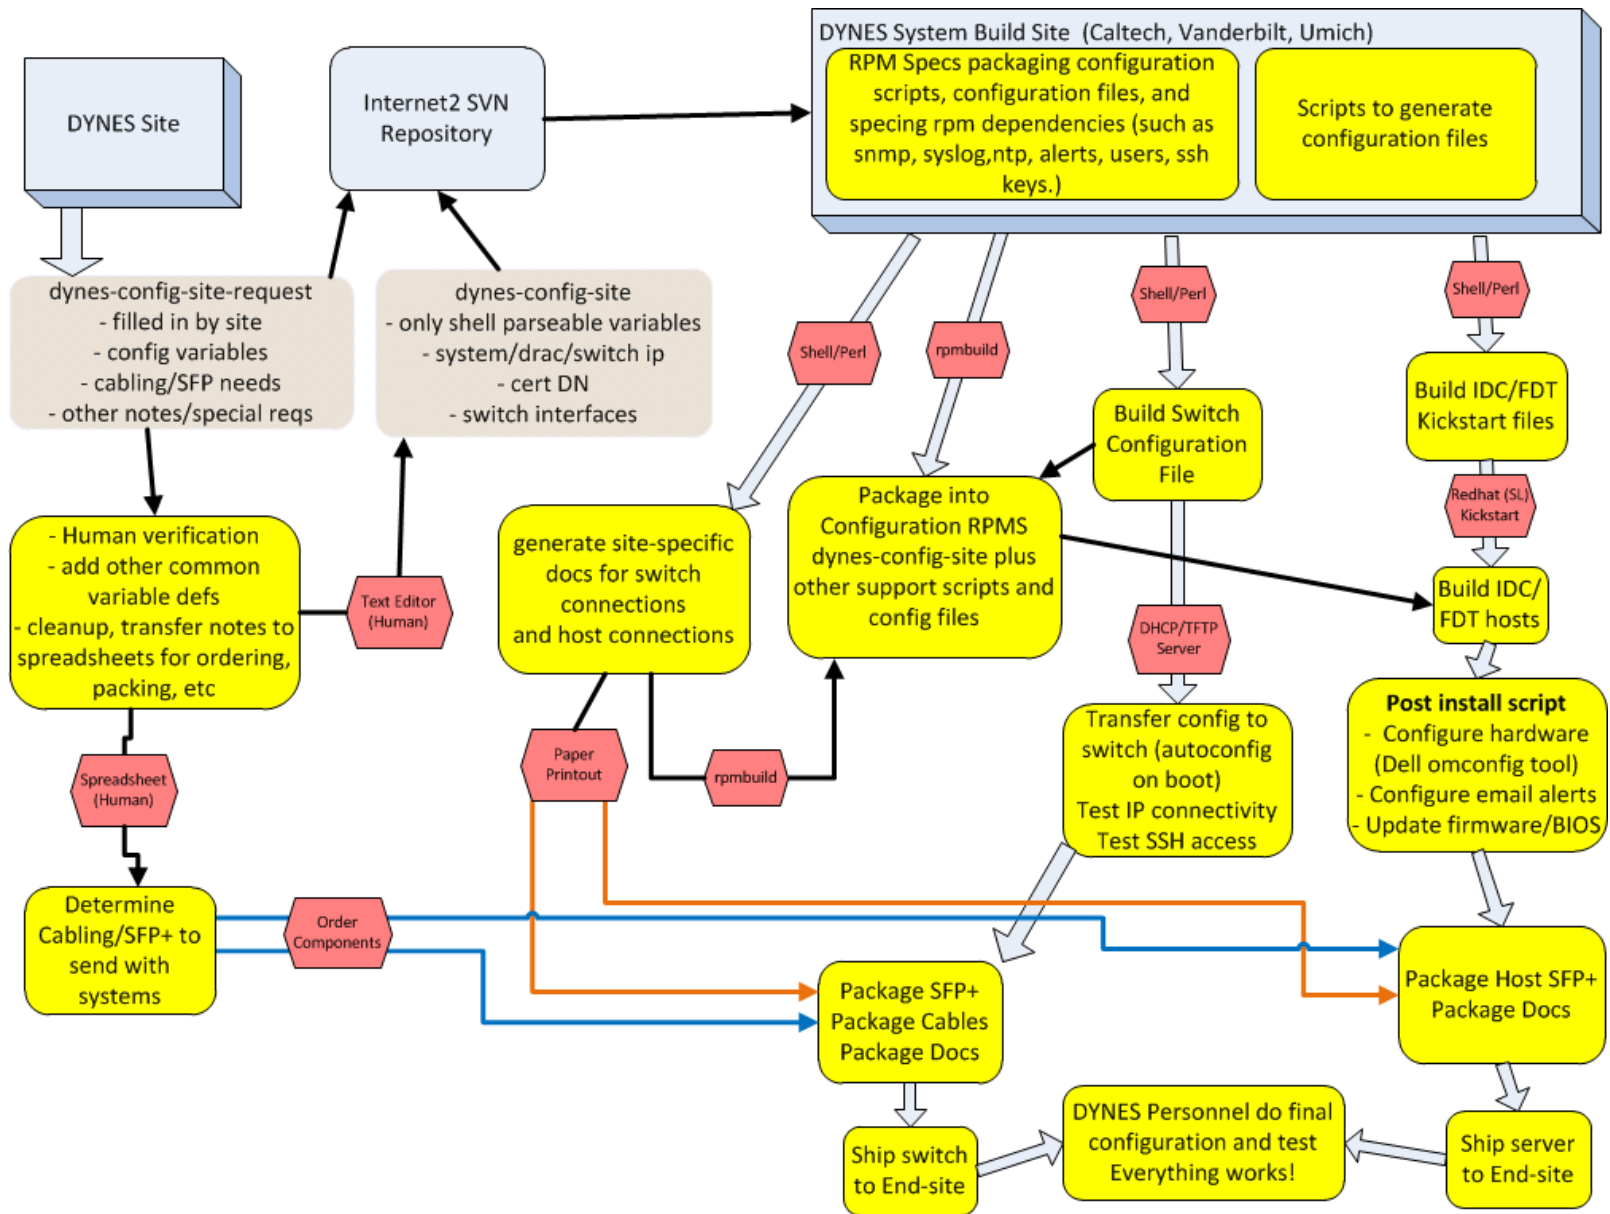 DYNES Site
Internet2 SVN
Repository
DYNES System Build Site  (Caltech, Vanderbilt, Umich)
RPM Specs packaging configuration
scripts, configuration files, and
specing rpm dependencies (such as
snmp, syslog,ntp, alerts, users, ssh
keys.)
Scripts to generate
configuration files
dynes-config-site-request
- filled in by site
- config variables
- cabling/SFP needs
- other notes/special reqs
dynes-config-site
- only shell parseable variables
- system/drac/switch ip
- cert DN
- switch interfaces
Shell/Perl
rpmbuild
Shell/Perl
Shell/Perl
Build Switch
Configuration
File
Build IDC/FDT
Kickstart files
Redhat (SL)
Kickstart
- Human verification
- add other common
variable defs
- cleanup, transfer notes to
spreadsheets for ordering,
packing, etc
Text Editor
(Human)
generate site-specific
docs for switch
connections
and host connections
Package into
Configuration RPMS
dynes-config-site plus
other support scripts and
config files
DHCP/TFTP
Server
Build IDC/
FDT hosts
Spreadsheet
(Human)
Paper
Printout
rpmbuild
Transfer config to
switch (autoconfig
on boot)
Test IP connectivity
Test SSH access
Post install script
- Configure hardware
(Dell omconfig tool)
- Configure email alerts
- Update firmware/BIOS
Determine
Cabling/SFP+ to
send with
systems
Order
Components
Package SFP+
Package Cables
Package Docs
Package Host SFP+
Package Docs
Ship switch
to End-site
DYNES Personnel do final
configuration and test
Everything works!
Ship server
to End-site